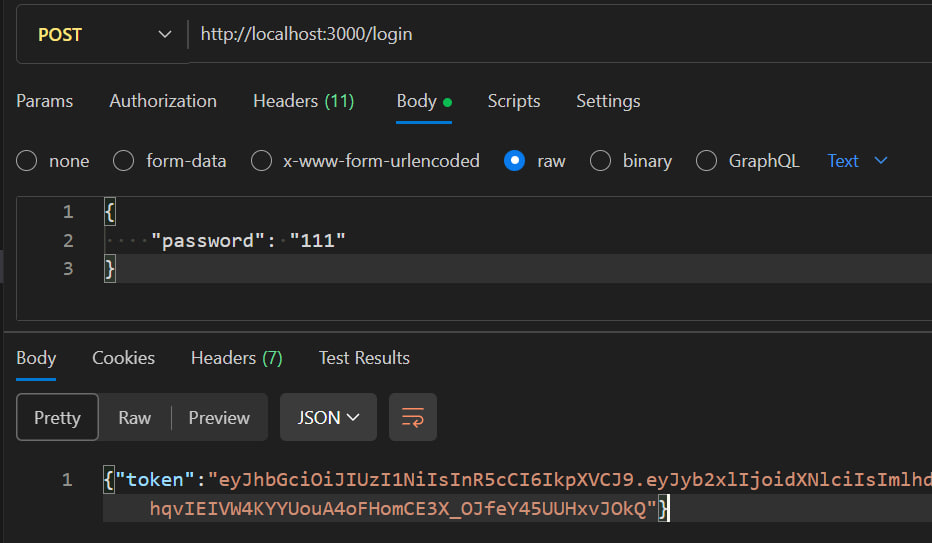 POST http://localhost:3000/login
Params Authorization Headers (11) Body Scripts Settings
none form-data x-www-form-urlencoded raw binary GraphQL Text
1 {
2 "password": "111"
3 }
Body Cookies Headers (7) Test Results
Pretty Raw Preview JSON
1 {"token":"eyJhbGciOiJIUzI1NiIsInR5cCI6IkpXVCJ9.eyJyb2xlIjoidXNlciIsImlhd
hqvIEIVW4KYYUouA4oFHomCE3X_OJfeY45UUHxvJOkQ"}